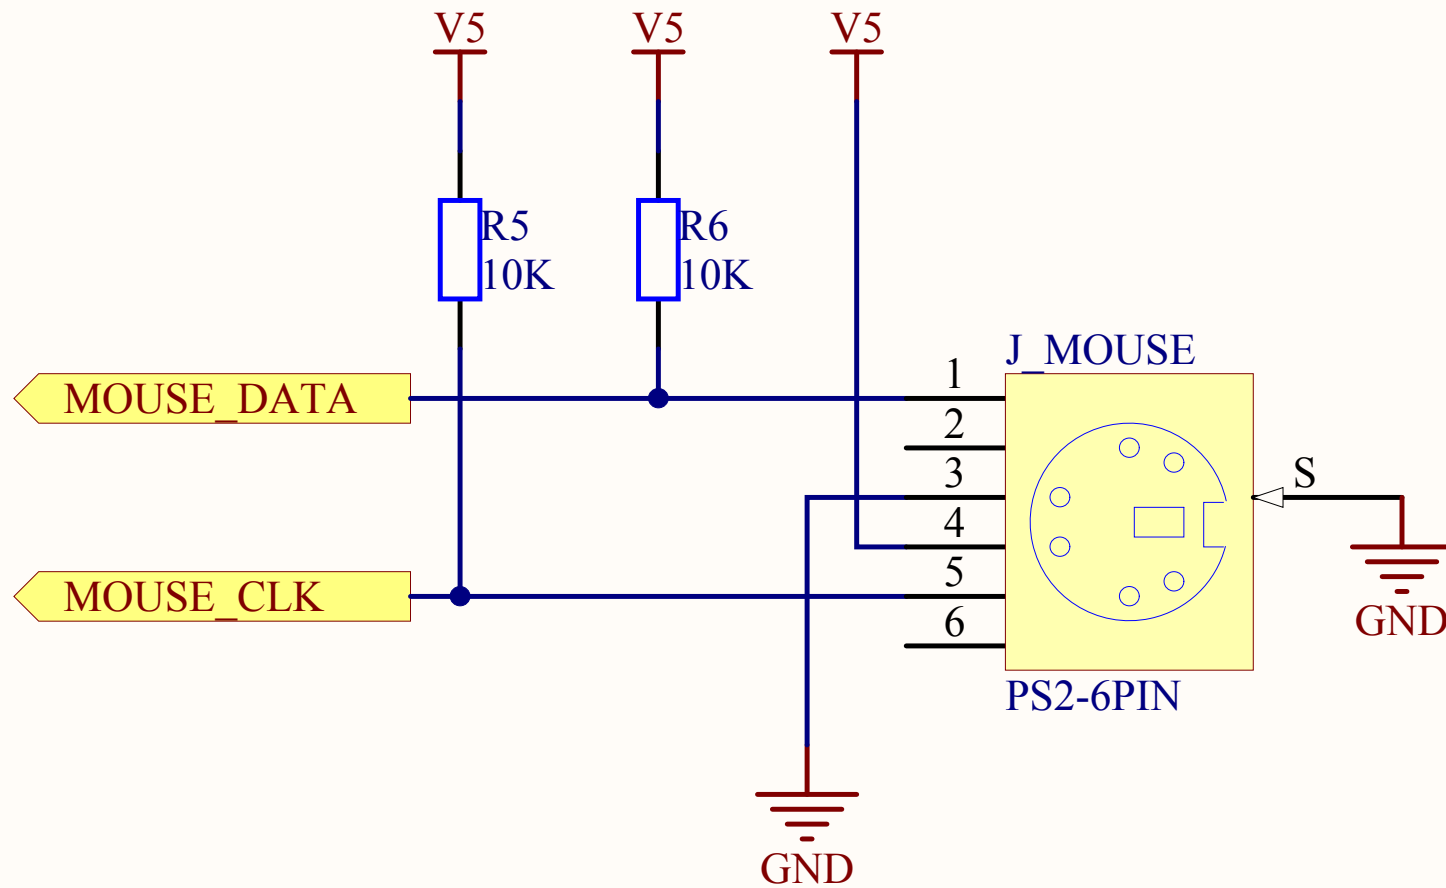 V5
V5
V5
R5
10K
R6
10K
J_MOUSE
MOUSE_DATA
1
2
3
4
5
6
S
MOUSE_CLK
GND
PS2-6PIN
GND